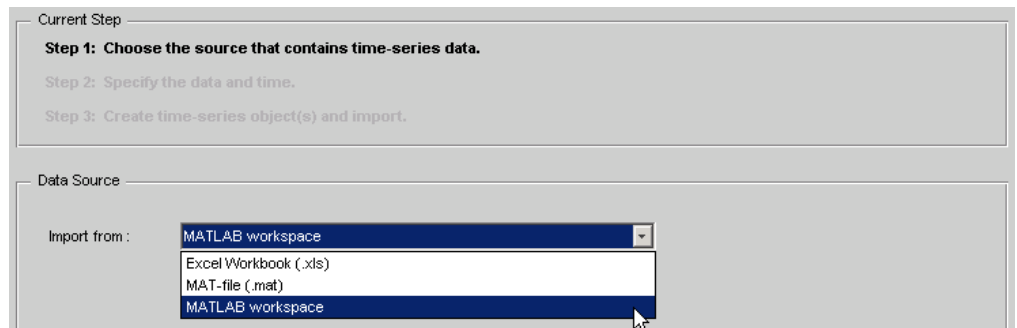 Current Step
Step 1: Choose the source that contains time-series data.
Step 2: Specify the data and time.
Step 3: Create time-series object(s) and import.
Data Source
Import from :
MATLAB workspace
Excel Workbook (.xls)
MAT-file (.mat)
MATLAB workspace